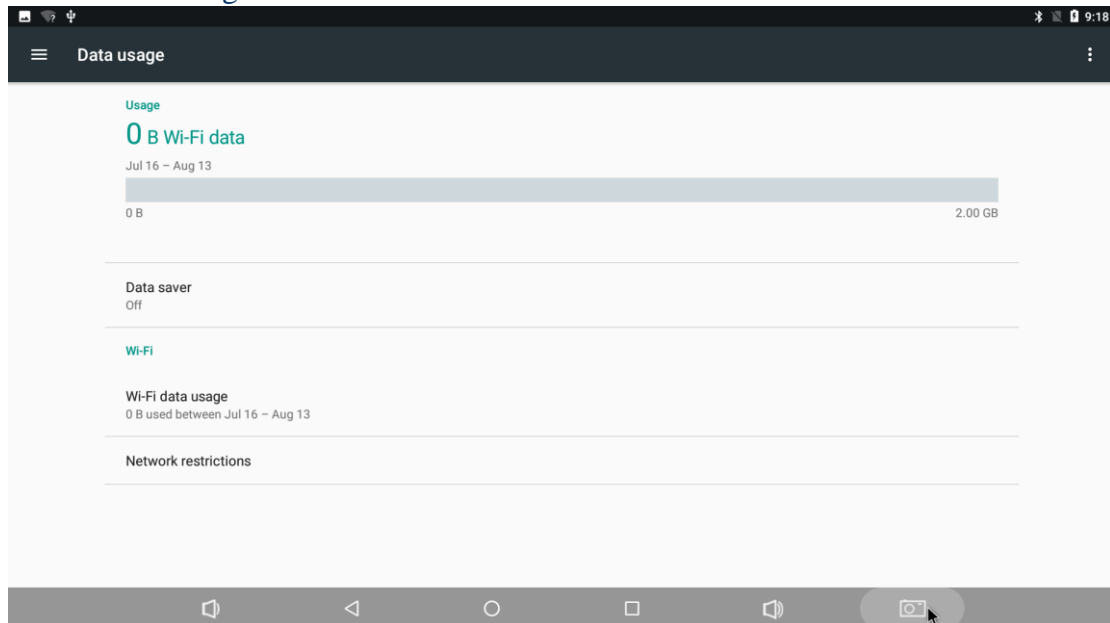 9:18
Data usage
Usage
0 B Wi-Fi data
Jul 16 – Aug 13
0 B 2.00 GB
Data saver
Off
Wi-Fi
Wi-Fi data usage
0 B used between Jul 16 – Aug 13
Network restrictions